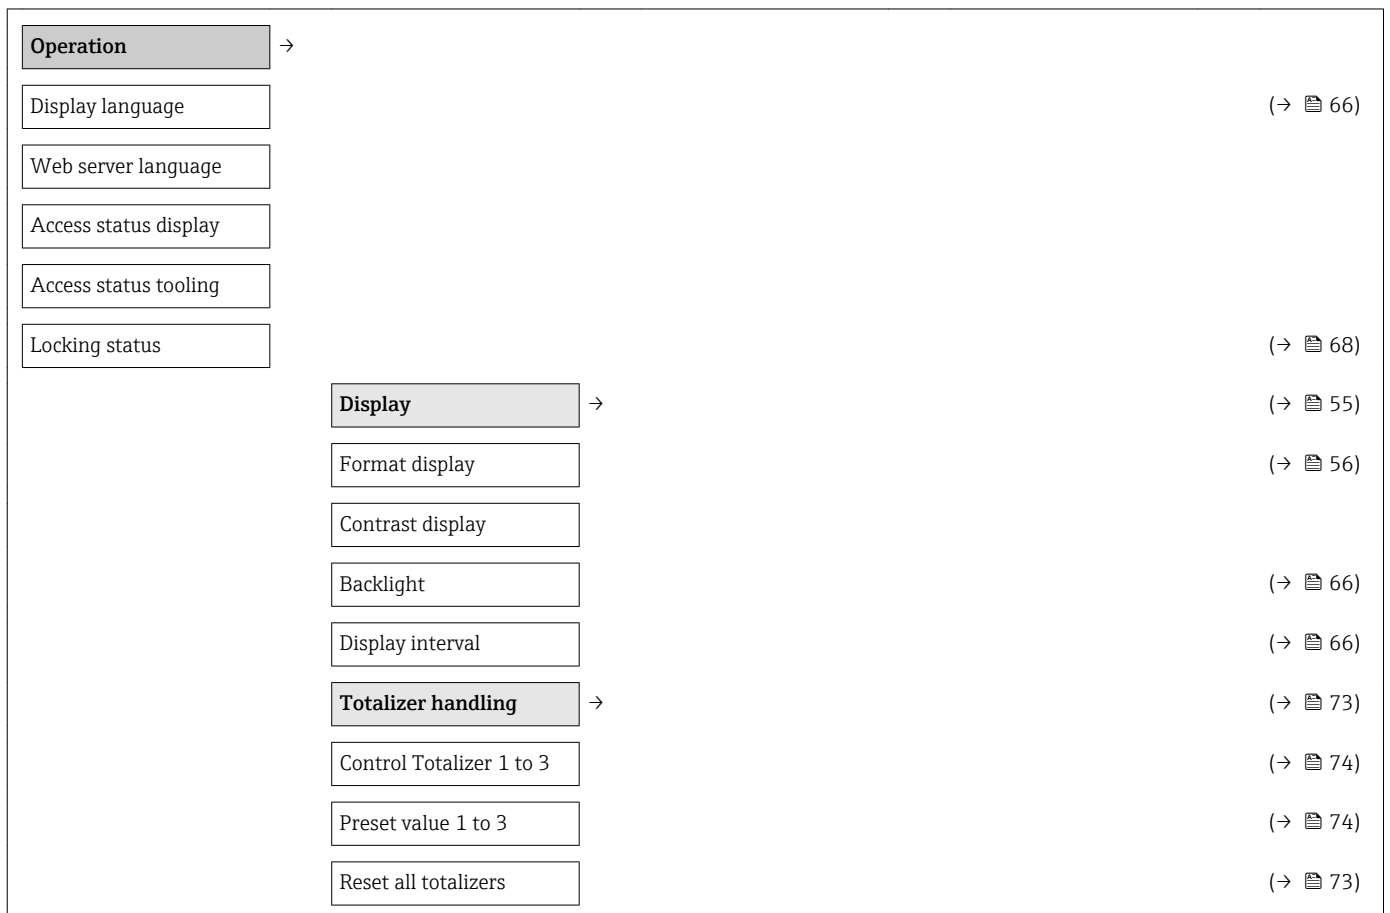 Operation →
Display language (→ 🖺 66)
Web server language
Access status display
Access status tooling
Locking status (→ 🖺 68)
Display → (→ 🖺 55)
Format display (→ 🖺 56)
Contrast display
Backlight (→ 🖺 66)
Display interval (→ 🖺 66)
Totalizer handling → (→ 🖺 73)
Control Totalizer 1 to 3 (→ 🖺 74)
Preset value 1 to 3 (→ 🖺 74)
Reset all totalizers (→ 🖺 73)